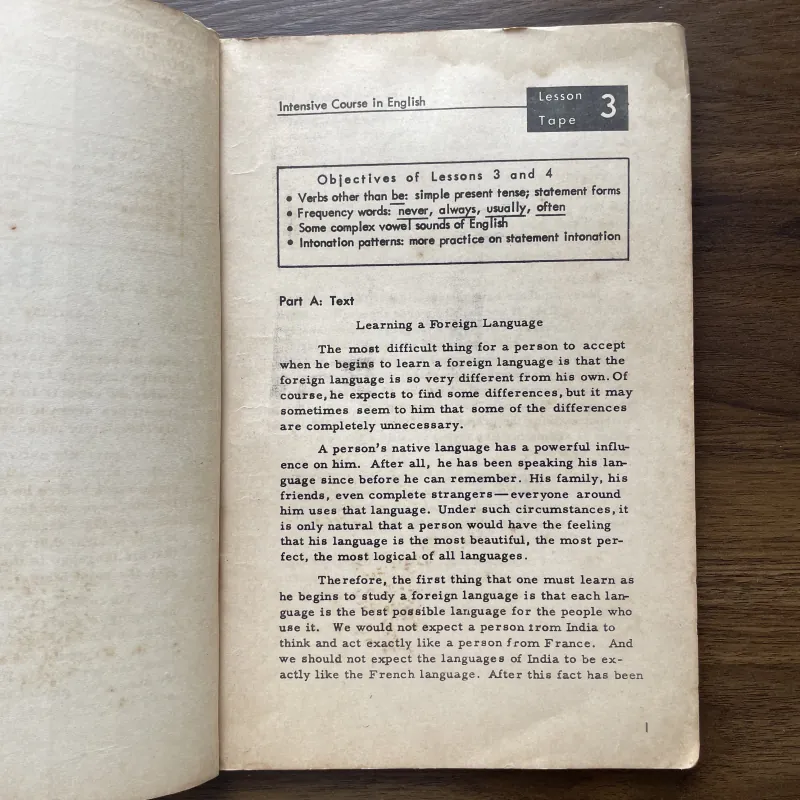 Intensive Course in English
Lesson 3
Tape
Objectives of Lessons 3 and 4
• Verbs other than be: simple present tense; statement forms
• Frequency words: never, always, usually, often
• Some complex vowel sounds of English
• Intonation patterns: more practice on statement intonation
Part A: Text
Learning a Foreign Language
The most difficult thing for a person to accept
when he begins to learn a foreign language is that the
foreign language is so very different from his own. Of
course, he expects to find some differences, but it may
sometimes seem to him that some of the differences
are completely unnecessary.
A person's native language has a powerful influ-
ence on him. After all, he has been speaking his lan-
guage since before he can remember. His family, his
friends, even complete strangers—everyone around
him uses that language. Under such circumstances, it
is only natural that a person would have the feeling
that his language is the most beautiful, the most per-
fect, the most logical of all languages.
Therefore, the first thing that one must learn as
he begins to study a foreign language is that each lan-
guage is the best possible language for the people who
use it. We would not expect a person from India to
think and act exactly like a person from France. And
we should not expect the languages of India to be ex-
actly like the French language. After this fact has been
1